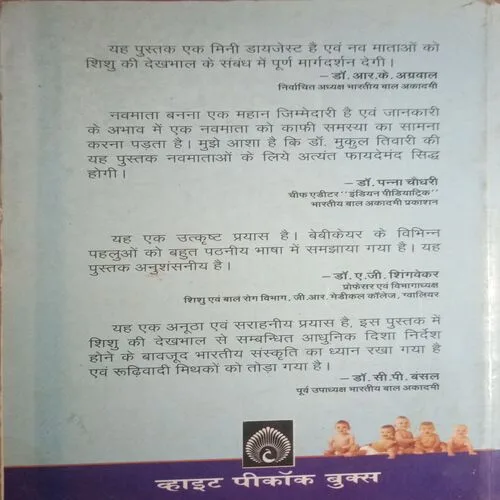 यह पुस्तक एक मिनी डायजेस्ट है एवं नव माताओं को
शिशु की देखभाल के संबंध में पूर्ण मार्गदर्शन देगी।
– डॉ. आर.के. अग्रवाल
निर्वाचित अध्यक्ष भारतीय बाल अकादमी
नवमाता बनना एक महान जिम्मेदारी है एवं जानकारी
के अभाव में एक नवमाता को काफी समस्या का सामना
करना पड़ता है। मुझे आशा है कि डॉ. मुकुल तिवारी की
यह पुस्तक नवमाताओं के लिये अत्यंत फायदेमंद सिद्ध
होगी।
– डॉ. पन्ना चौधरी
चीफ एडीटर "इंडियन पीडियाट्रिक"
भारतीय बाल अकादमी प्रकाशन
यह एक उत्कृष्ट प्रयास है। बेबीकेयर के विभिन्न
पहलुओं को बहुत पठनीय भाषा में समझाया गया है। यह
पुस्तक अनुशंसनीय है।
– डॉ. ए.जी. शिंगवेकर
प्रोफेसर एवं विभागाध्यक्ष
शिशु एवं बाल रोग विभाग, जी.आर. मेडीकल कॉलेज, ग्वालियर
यह एक अनूठा एवं सराहनीय प्रयास है, इस पुस्तक में
शिशु की देखभाल से सम्बन्धित आधुनिक दिशा निर्देश
होने के बावजूद भारतीय संस्कृति का ध्यान रखा गया है
एवं रूढ़िवादी मिथकों को तोड़ा गया है।
– डॉ. सी.पी. बंसल
पूर्व उपाध्यक्ष भारतीय बाल अकादमी
व्हाइट पीकॉक बुक्स